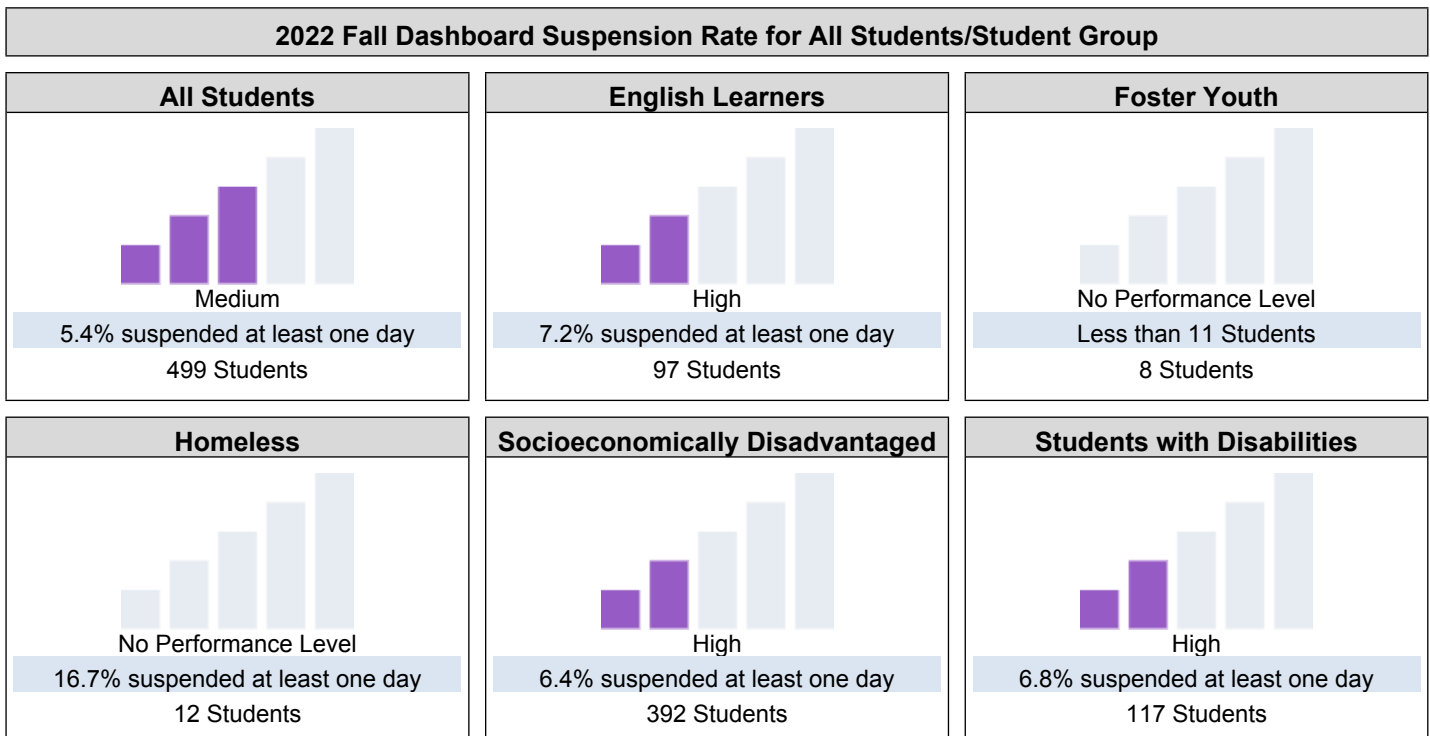 2022 Fall Dashboard Suspension Rate for All Students/Student Group
All Students
Medium
5.4% suspended at least one day
499 Students
English Learners
High
7.2% suspended at least one day
97 Students
Foster Youth
No Performance Level
Less than 11 Students
8 Students
Homeless
No Performance Level
16.7% suspended at least one day
12 Students
Socioeconomically Disadvantaged
High
6.4% suspended at least one day
392 Students
Students with Disabilities
High
6.8% suspended at least one day
117 Students